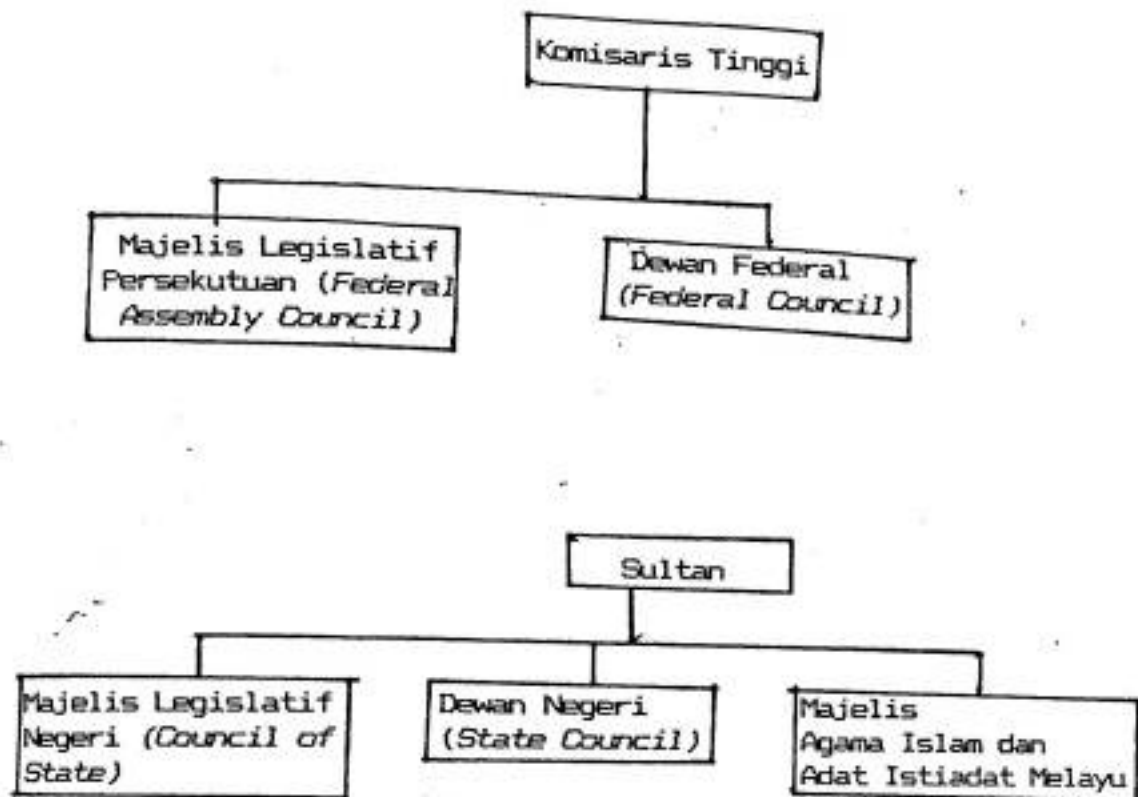 Komisaris Tinggi
Majelis Legislatif
Persekutuan (Federal
Assembly Council)
Dewan Federal
(Federal Council)
Sultan
Majelis Legislatif
Negeri (Council of
State)
Dewan Negeri
(State Council)
Majelis
Agama Islam dan
Adat Istiadat Melayu